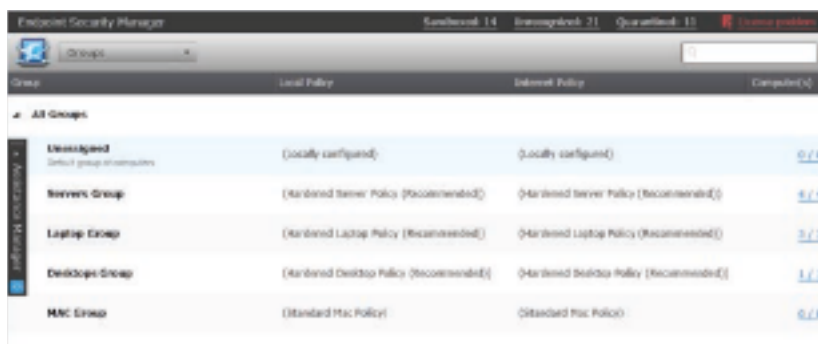 Endpoint Security Manager Sandboxed: 14 Unrecognized: 21 Quarantined: 11 License problem
Groups
Group Local Policy Internet Policy Computer(s)
All Groups
Unassigned (Locally configured) (Locally configured) 0 /
Default group of computers
Servers Group (Hardened Server Policy (Recommended)) (Hardened Server Policy (Recommended)) 4 /
Laptop Group (Hardened Laptop Policy (Recommended)) (Hardened Laptop Policy (Recommended)) 3 /
Desktops Group (Hardened Desktop Policy (Recommended)) (Hardened Desktop Policy (Recommended)) 1 /
MAC Group (Standard Mac Policy) (Standard Mac Policy) 0 /
Assistance Manager